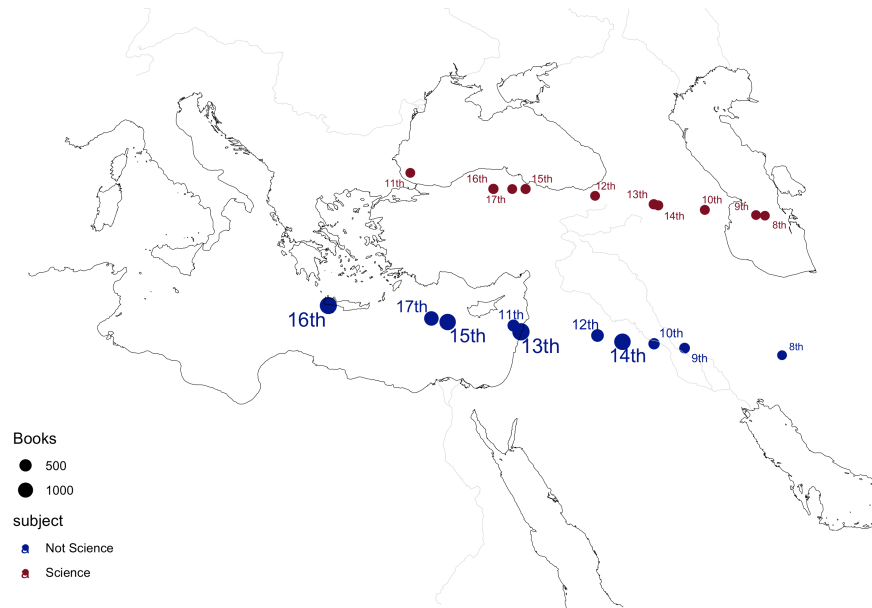 11th
16th
17th
15th
12th
13th
14th
10th
9th
8th
16th
17th
15th
11th
13th
12th
14th
10th
9th
8th
Books
500
1000
subject
a Not Science
a Science